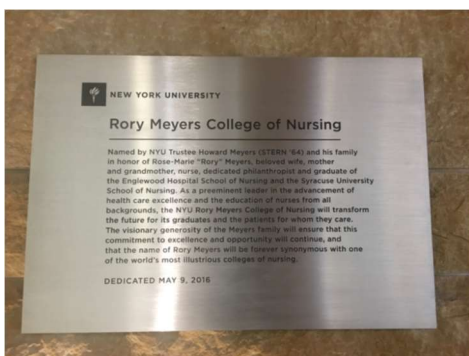 NEW YORK UNIVERSITY
Rory Meyers College of Nursing
Named by NYU Trustee Howard Meyers (STERN '64) and his family
in honor of Rose-Marie "Rory" Meyers, beloved wife, mother
and grandmother, nurse, dedicated philanthropist and graduate of
the Englewood Hospital School of Nursing and the Syracuse University
School of Nursing. As a preeminent leader in the advancement of
health care excellence and the education of nurses from all
backgrounds, the NYU Rory Meyers College of Nursing will transform
the future for its graduates and the patients for whom they care.
The visionary generosity of the Meyers family will ensure that this
commitment to excellence and opportunity will continue, and
that the name of Rory Meyers will be forever synonymous with one
of the world's most illustrious colleges of nursing.
DEDICATED MAY 9, 2016